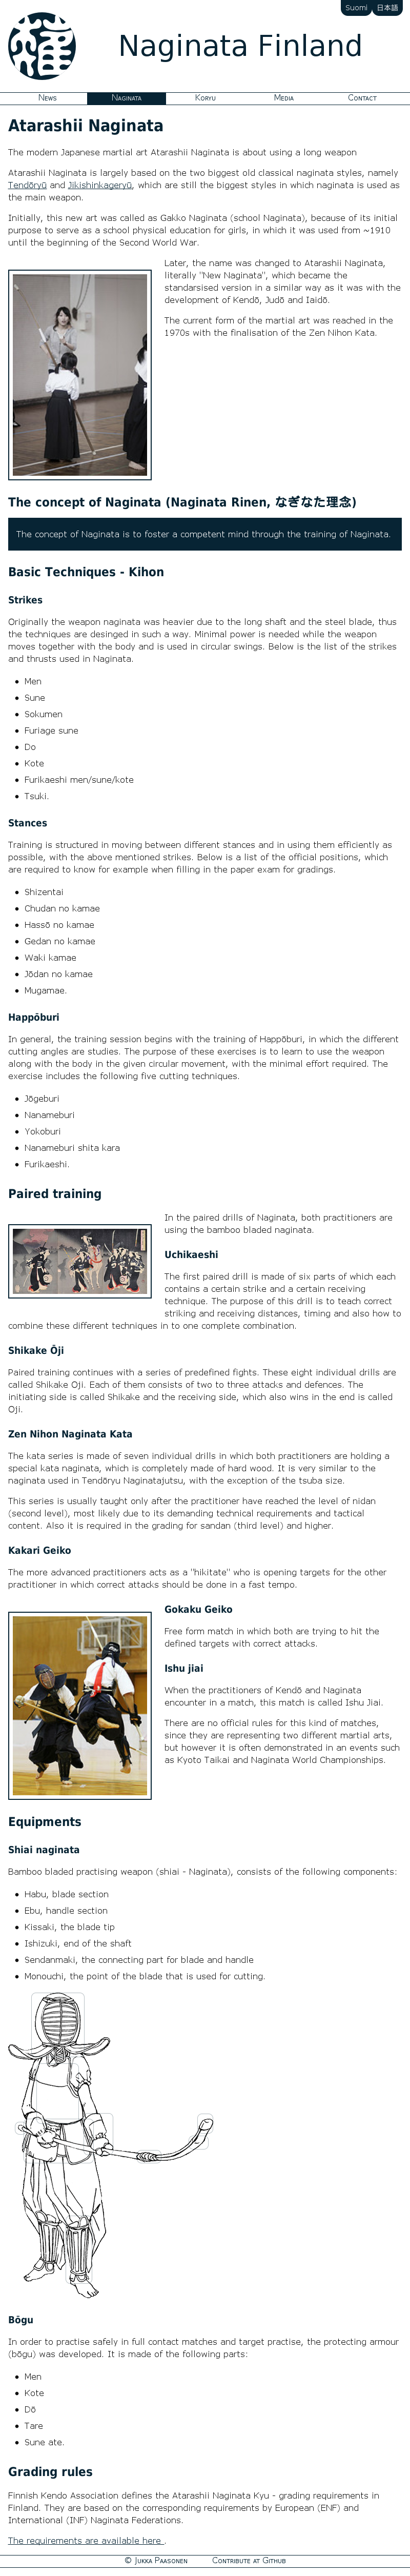 Suomi 日本語
Naginata Finland
News Naginata Koryu Media Contact
Atarashii Naginata
The modern Japanese martial art Atarashii Naginata is about using a long weapon
Atarashii Naginata is largely based on the two biggest old classical naginata styles, namely
Tendōryū and Jikishinkageryū, which are still the biggest styles in which naginata is used as
the main weapon.
Initially, this new art was called as Gakko Naginata (school Naginata), because of its initial
purpose to serve as a school physical education for girls, in which it was used from ~1910
until the beginning of the Second World War.
Later, the name was changed to Atarashii Naginata,
literally "New Naginata", which became the
standarsised version in a similar way as it was with the
development of Kendō, Judō and Iaidō.
The current form of the martial art was reached in the
1970s with the finalisation of the Zen Nihon Kata.
The concept of Naginata (Naginata Rinen, なぎなた理念)
The concept of Naginata is to foster a competent mind through the training of Naginata.
Basic Techniques - Kihon
Strikes
Originally the weapon naginata was heavier due to the long shaft and the steel blade, thus
the techniques are desinged in such a way. Minimal power is needed while the weapon
moves together with the body and is used in circular swings. Below is the list of the strikes
and thrusts used in Naginata.
Men
Sune
Sokumen
Furiage sune
Do
Kote
Furikaeshi men/sune/kote
Tsuki.
Stances
Training is structured in moving between different stances and in using them efficiently as
possible, with the above mentioned strikes. Below is a list of the official positions, which
are required to know for example when filling in the paper exam for gradings.
Shizentai
Chudan no kamae
Hassō no kamae
Gedan no kamae
Waki kamae
Jōdan no kamae
Mugamae.
Happōburi
In general, the training session begins with the training of Happōburi, in which the different
cutting angles are studies. The purpose of these exercises is to learn to use the weapon
along with the body in the given circular movement, with the minimal effort required. The
exercise includes the following five cutting techniques.
Jōgeburi
Nanameburi
Yokoburi
Nanameburi shita kara
Furikaeshi.
Paired training
In the paired drills of Naginata, both practitioners are
using the bamboo bladed naginata.
Uchikaeshi
The first paired drill is made of six parts of which each
contains a certain strike and a certain receiving
technique. The purpose of this drill is to teach correct
striking and receiving distances, timing and also how to
combine these different techniques in to one complete combination.
Shikake Ōji
Paired training continues with a series of predefined fights. These eight individual drills are
called Shikake Oji. Each of them consists of two to three attacks and defences. The
initiating side is called Shikake and the receiving side, which also wins in the end is called
Oji.
Zen Nihon Naginata Kata
The kata series is made of seven individual drills in which both practitioners are holding a
special kata naginata, which is completely made of hard wood. It is very similar to the
naginata used in Tendōryu Naginatajutsu, with the exception of the tsuba size.
This series is usually taught only after the practitioner have reached the level of nidan
(second level), most likely due to its demanding technical requirements and tactical
content. Also it is required in the grading for sandan (third level) and higher.
Kakari Geiko
The more advanced practitioners acts as a "hikitate" who is opening targets for the other
practitioner in which correct attacks should be done in a fast tempo.
Gokaku Geiko
Free form match in which both are trying to hit the
defined targets with correct attacks.
Ishu jiai
When the practitioners of Kendō and Naginata
encounter in a match, this match is called Ishu Jiai.
There are no official rules for this kind of matches,
since they are representing two different martial arts,
but however it is often demonstrated in an events such
as Kyoto Taikai and Naginata World Championships.
Equipments
Shiai naginata
Bamboo bladed practising weapon (shiai - Naginata), consists of the following components:
Habu, blade section
Ebu, handle section
Kissaki, the blade tip
Ishizuki, end of the shaft
Sendanmaki, the connecting part for blade and handle
Monouchi, the point of the blade that is used for cutting.
Bōgu
In order to practise safely in full contact matches and target practise, the protecting armour
(bōgu) was developed. It is made of the following parts:
Men
Kote
Dō
Tare
Sune ate.
Grading rules
Finnish Kendo Association defines the Atarashii Naginata Kyu - grading requirements in
Finland. They are based on the corresponding requirements by European (ENF) and
International (INF) Naginata Federations.
The requirements are available here .
© Jukka Paasonen Contribute at Github